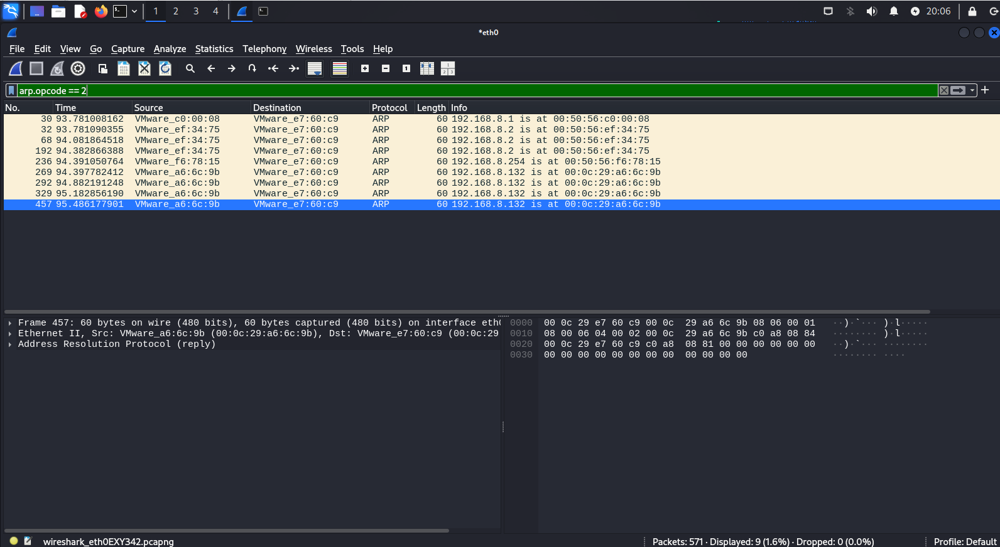 1 2 3 4 20:06
*eth0
File Edit View Go Capture Analyze Statistics Telephony Wireless Tools Help
arp.opcode == 2
No. Time Source Destination Protocol Length Info
30 93.781008162 VMware_c0:00:08 VMware_e7:60:c9 ARP 60 192.168.8.1 is at 00:50:56:c0:00:08
32 93.781090355 VMware_ef:34:75 VMware_e7:60:c9 ARP 60 192.168.8.2 is at 00:50:56:ef:34:75
68 94.081864518 VMware_ef:34:75 VMware_e7:60:c9 ARP 60 192.168.8.2 is at 00:50:56:ef:34:75
192 94.382866388 VMware_ef:34:75 VMware_e7:60:c9 ARP 60 192.168.8.2 is at 00:50:56:ef:34:75
236 94.391050764 VMware_f6:78:15 VMware_e7:60:c9 ARP 60 192.168.8.254 is at 00:50:56:f6:78:15
269 94.397782412 VMware_a6:6c:9b VMware_e7:60:c9 ARP 60 192.168.8.132 is at 00:0c:29:a6:6c:9b
292 94.882191248 VMware_a6:6c:9b VMware_e7:60:c9 ARP 60 192.168.8.132 is at 00:0c:29:a6:6c:9b
329 95.182856190 VMware_a6:6c:9b VMware_e7:60:c9 ARP 60 192.168.8.132 is at 00:0c:29:a6:6c:9b
457 95.486177901 VMware_a6:6c:9b VMware_e7:60:c9 ARP 60 192.168.8.132 is at 00:0c:29:a6:6c:9b
Frame 457: 60 bytes on wire (480 bits), 60 bytes captured (480 bits) on interface eth0
Ethernet II, Src: VMware_a6:6c:9b (00:0c:29:a6:6c:9b), Dst: VMware_e7:60:c9 (00:0c:29
Address Resolution Protocol (reply)
0000 00 0c 29 e7 60 c9 00 0c 29 a6 6c 9b 08 06 00 01 ··)·`··· )·l·····
0010 08 00 06 04 00 02 00 0c 29 a6 6c 9b c0 a8 08 84 ········ )·l·····
0020 00 0c 29 e7 60 c9 c0 a8 08 81 00 00 00 00 00 00 ··)·`··· ········
0030 00 00 00 00 00 00 00 00 00 00 00 00 ········ ····
wireshark_eth0EXY342.pcapng
Packets: 571 · Displayed: 9 (1.6%) · Dropped: 0 (0.0%)
Profile: Default